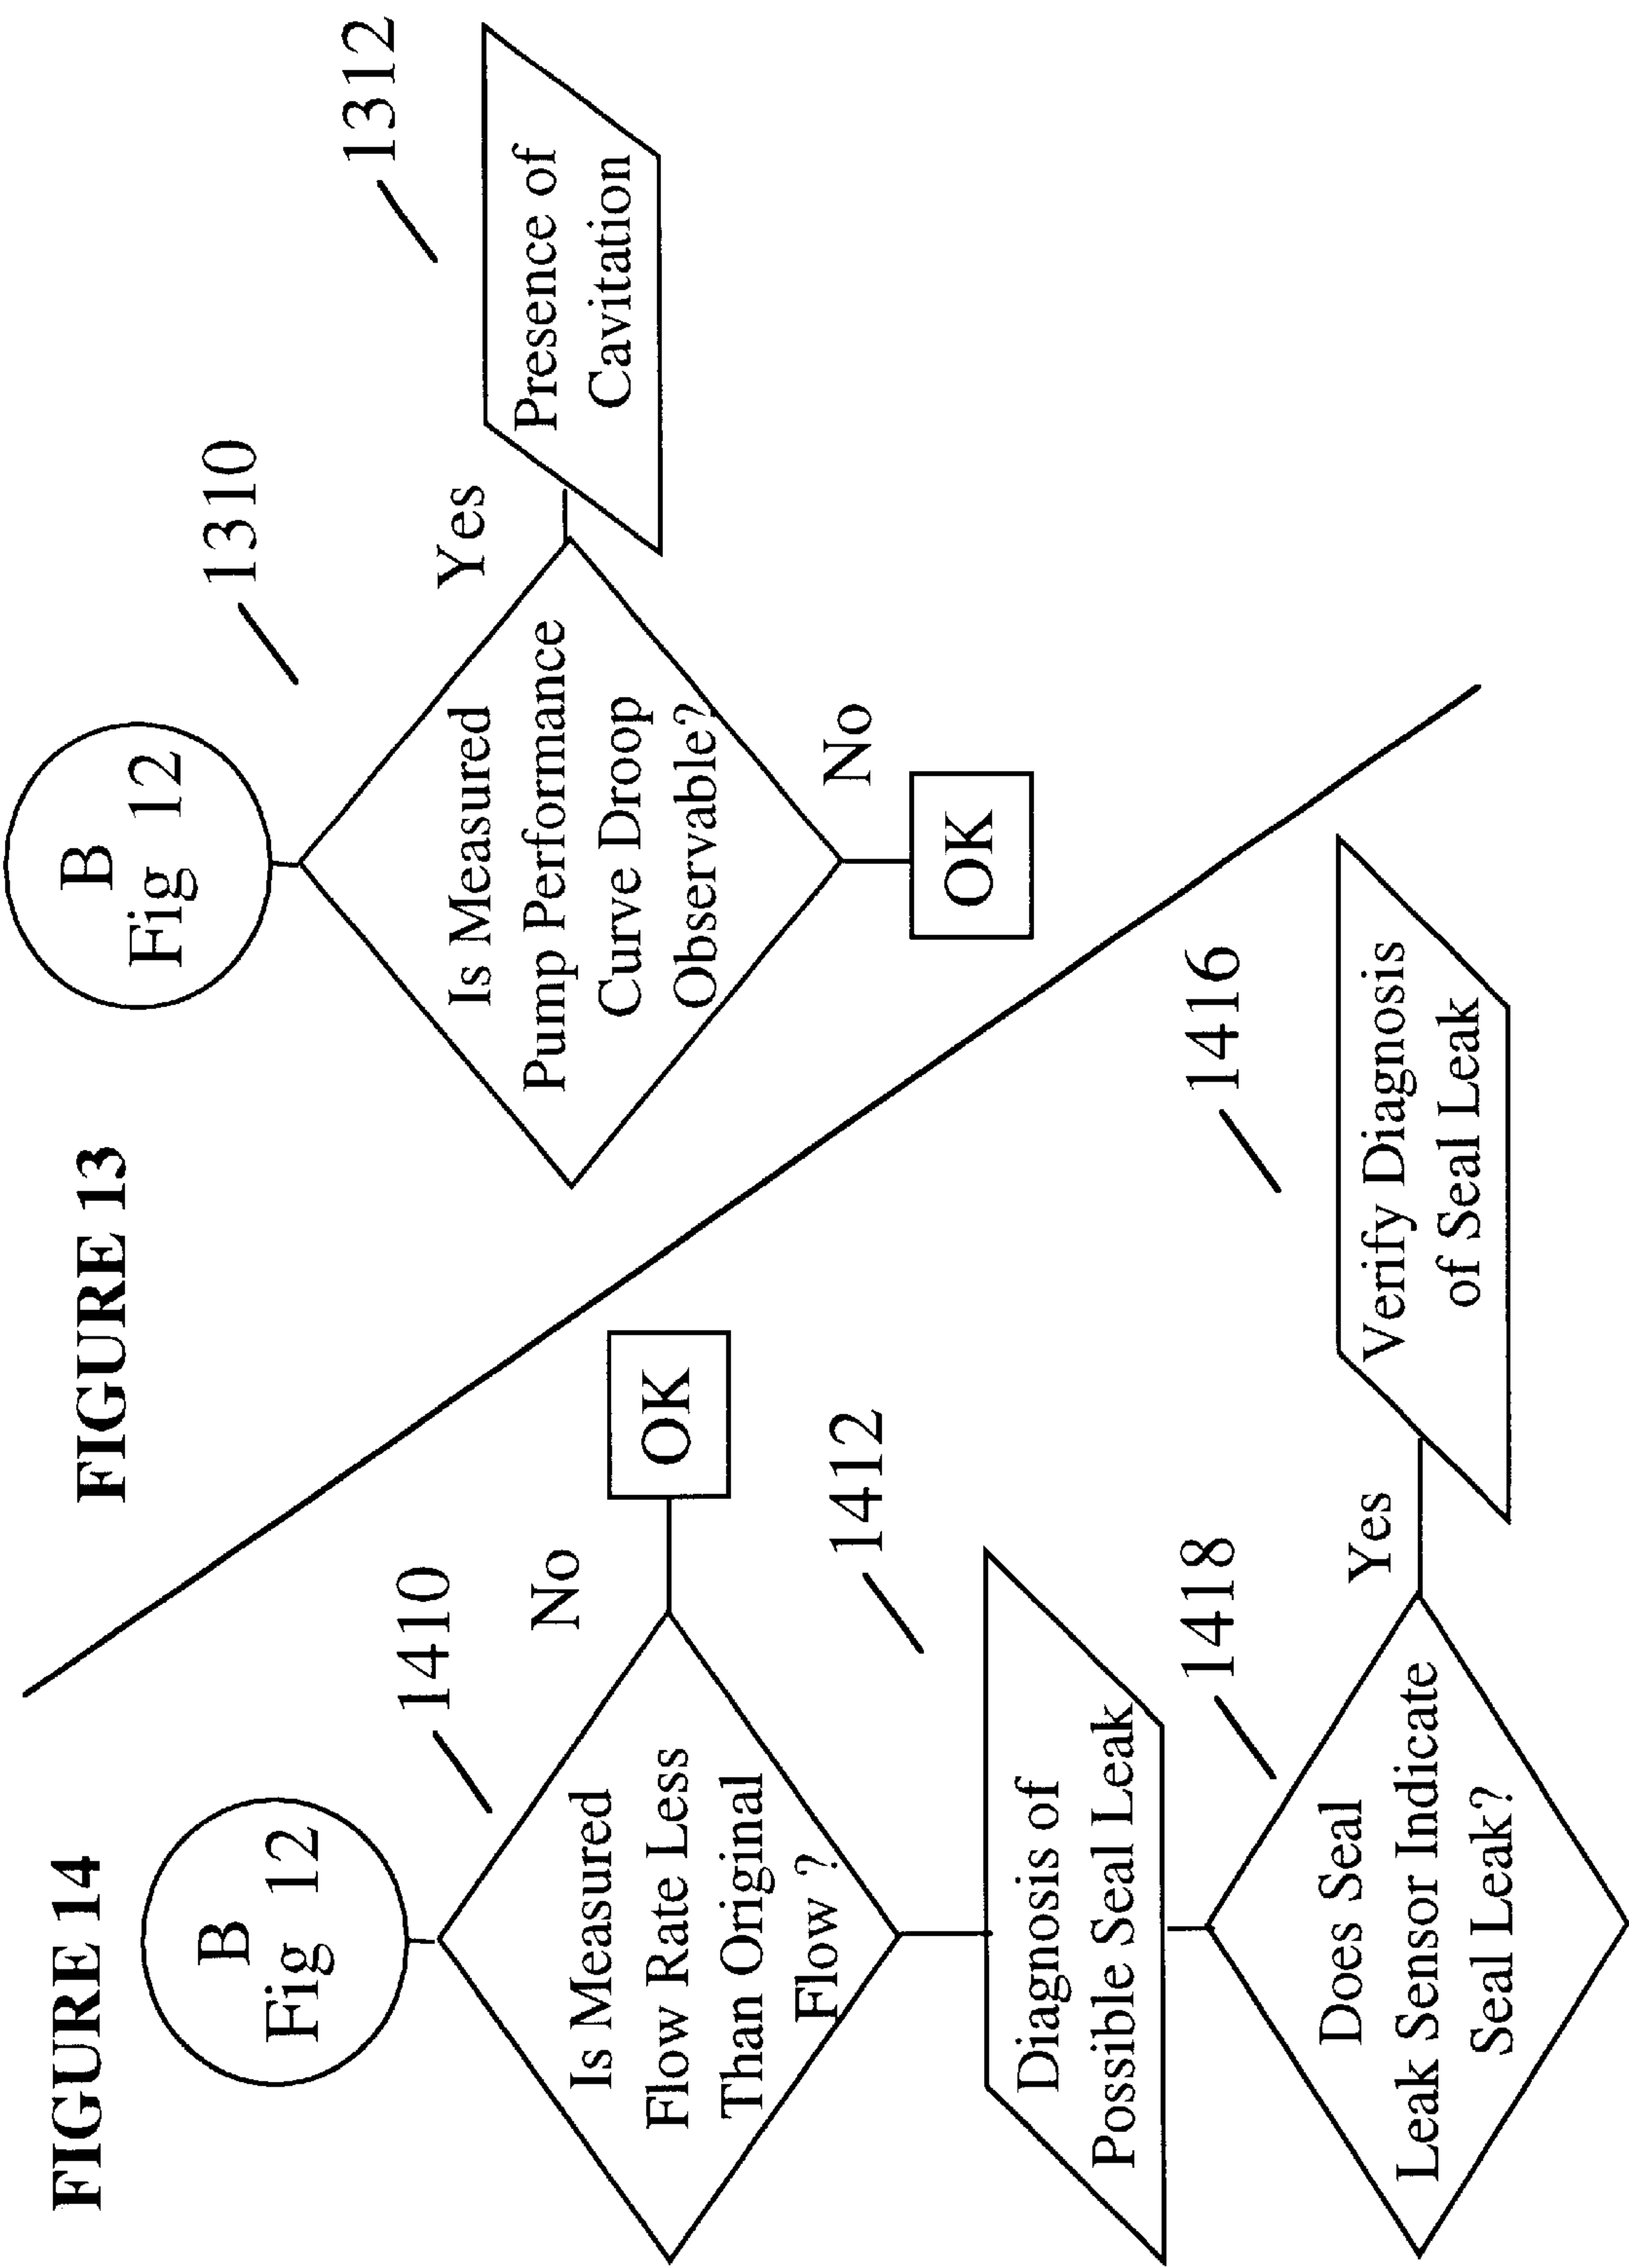 FIGURE 13
B
Fig 12
1310
Is Measured
Pump Performance
Curve Droop
Observable?
Yes
1312
Presence of
Cavitation
No
OK
FIGURE 14
B
Fig 12
1410
Is Measured
Flow Rate Less
Than Original
Flow ?
No
OK
1412
Diagnosis of
Possible Seal Leak
1418
Does Seal
Leak Sensor Indicate
Seal Leak?
Yes
1416
Verify Diagnosis
of Seal Leak